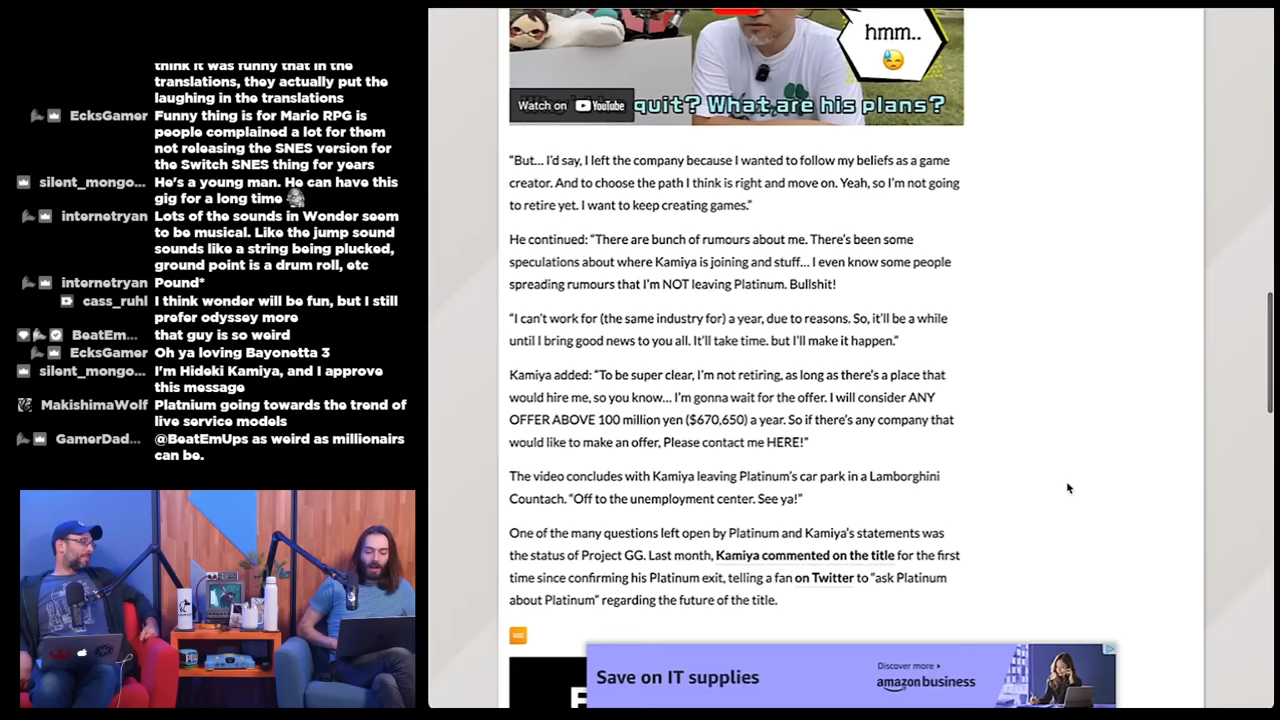 think it was funny that in the
translations, they actually put the
laughing in the translations
EcksGamer Funny thing is for Mario RPG is
people complained a lot for them
not releasing the SNES version for
the Switch SNES thing for years
silent_mongo... He's a young man. He can have this
gig for a long time
internetryan Lots of the sounds in Wonder seem
to be musical. Like the jump sound
sounds like a string being plucked,
ground point is a drum roll, etc
internetryan Pound*
cass_ruhl I think wonder will be fun, but I still
prefer odyssey more
BeatEm... that guy is so weird
EcksGamer Oh ya loving Bayonetta 3
silent_mongo... I'm Hideki Kamiya, and I approve
this message
MakishimaWolf Platnium going towards the trend of
live service models
GamerDad... @BeatEmUps as weird as millionairs
can be.
hmm..
Watch on YouTube
quit? What are his plans?
“But... I’d say, I left the company because I wanted to follow my beliefs as a game
creator. And to choose the path I think is right and move on. Yeah, so I’m not going
to retire yet. I want to keep creating games.”
He continued: “There are bunch of rumours about me. There’s been some
speculations about where Kamiya is joining and stuff... I even know some people
spreading rumours that I’m NOT leaving Platinum. Bullshit!
“I can’t work for (the same industry for) a year, due to reasons. So, it’ll be a while
until I bring good news to you all. It’ll take time. but I’ll make it happen.”
Kamiya added: “To be super clear, I’m not retiring, as long as there’s a place that
would hire me, so you know... I’m gonna wait for the offer. I will consider ANY
OFFER ABOVE 100 million yen ($670,650) a year. So if there’s any company that
would like to make an offer, Please contact me HERE!”
The video concludes with Kamiya leaving Platinum’s car park in a Lamborghini
Countach. “Off to the unemployment center. See ya!”
One of the many questions left open by Platinum and Kamiya’s statements was
the status of Project GG. Last month, Kamiya commented on the title for the first
time since confirming his Platinum exit, telling a fan on Twitter to “ask Platinum
about Platinum” regarding the future of the title.
VGC
Save on IT supplies
Discover more
amazon business